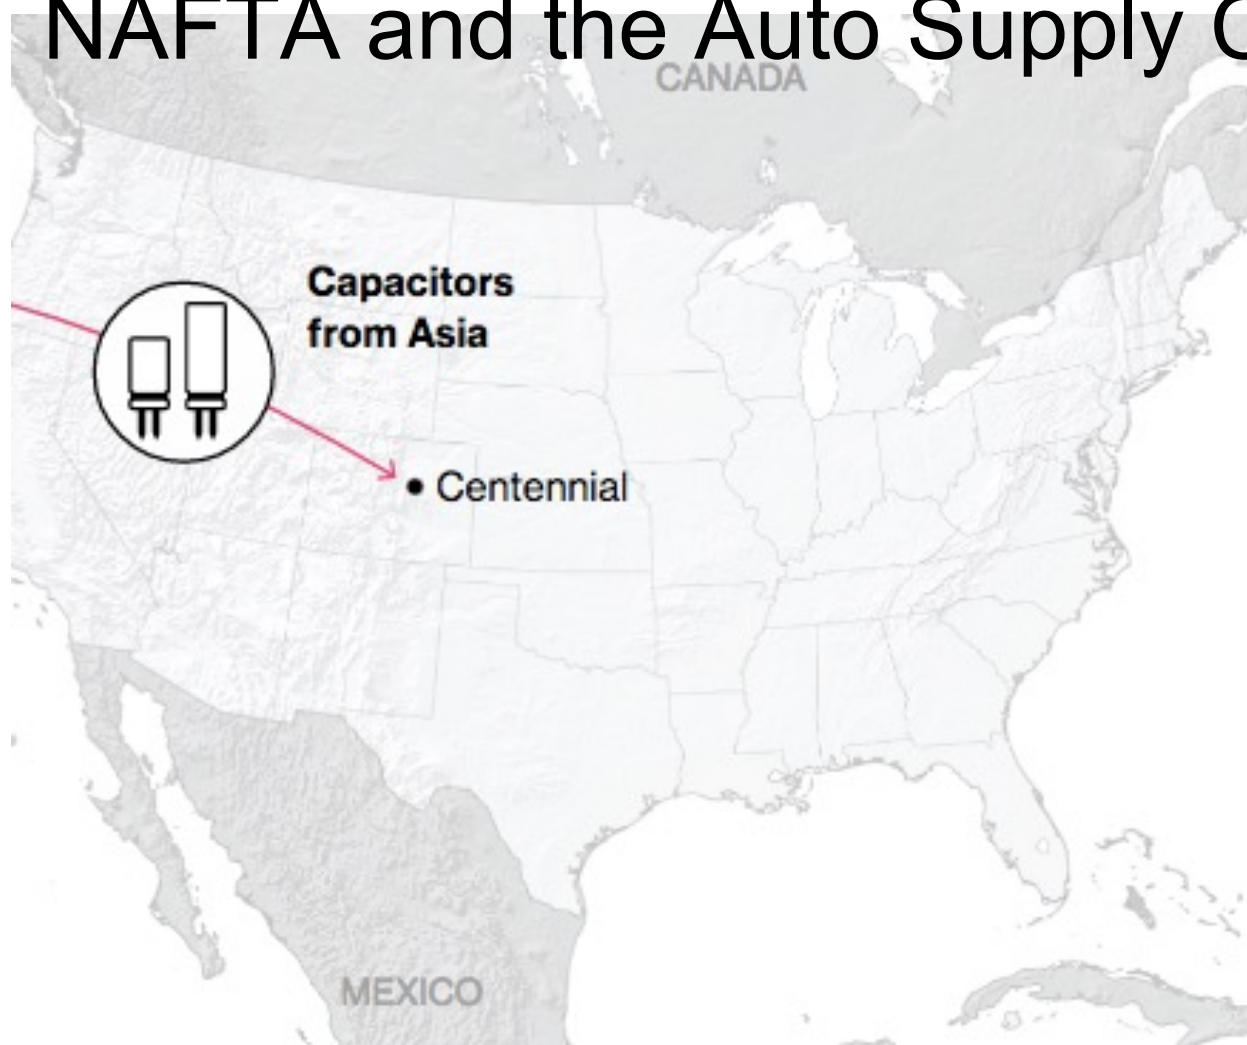 NAFTA and the Auto Supply
CANADA
Capacitors
from Asia
Centennial
MEXICO